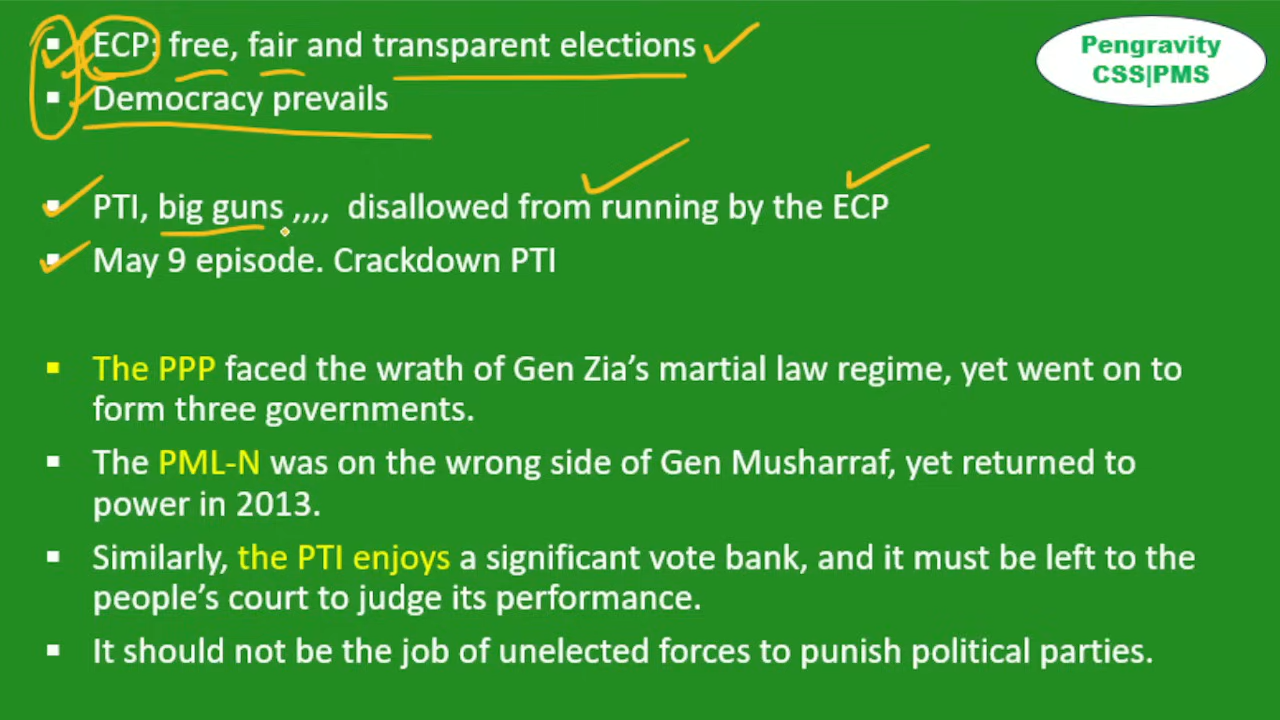 ECP: free, fair and transparent elections
Democracy prevails
PTI, big guns ,,,, disallowed from running by the ECP
May 9 episode. Crackdown PTI
The PPP faced the wrath of Gen Zia's martial law regime, yet went on to
form three governments.
The PML-N was on the wrong side of Gen Musharraf, yet returned to
power in 2013.
Similarly, the PTI enjoys a significant vote bank, and it must be left to the
people's court to judge its performance.
It should not be the job of unelected forces to punish political parties.
Pengravity
CSS|PMS